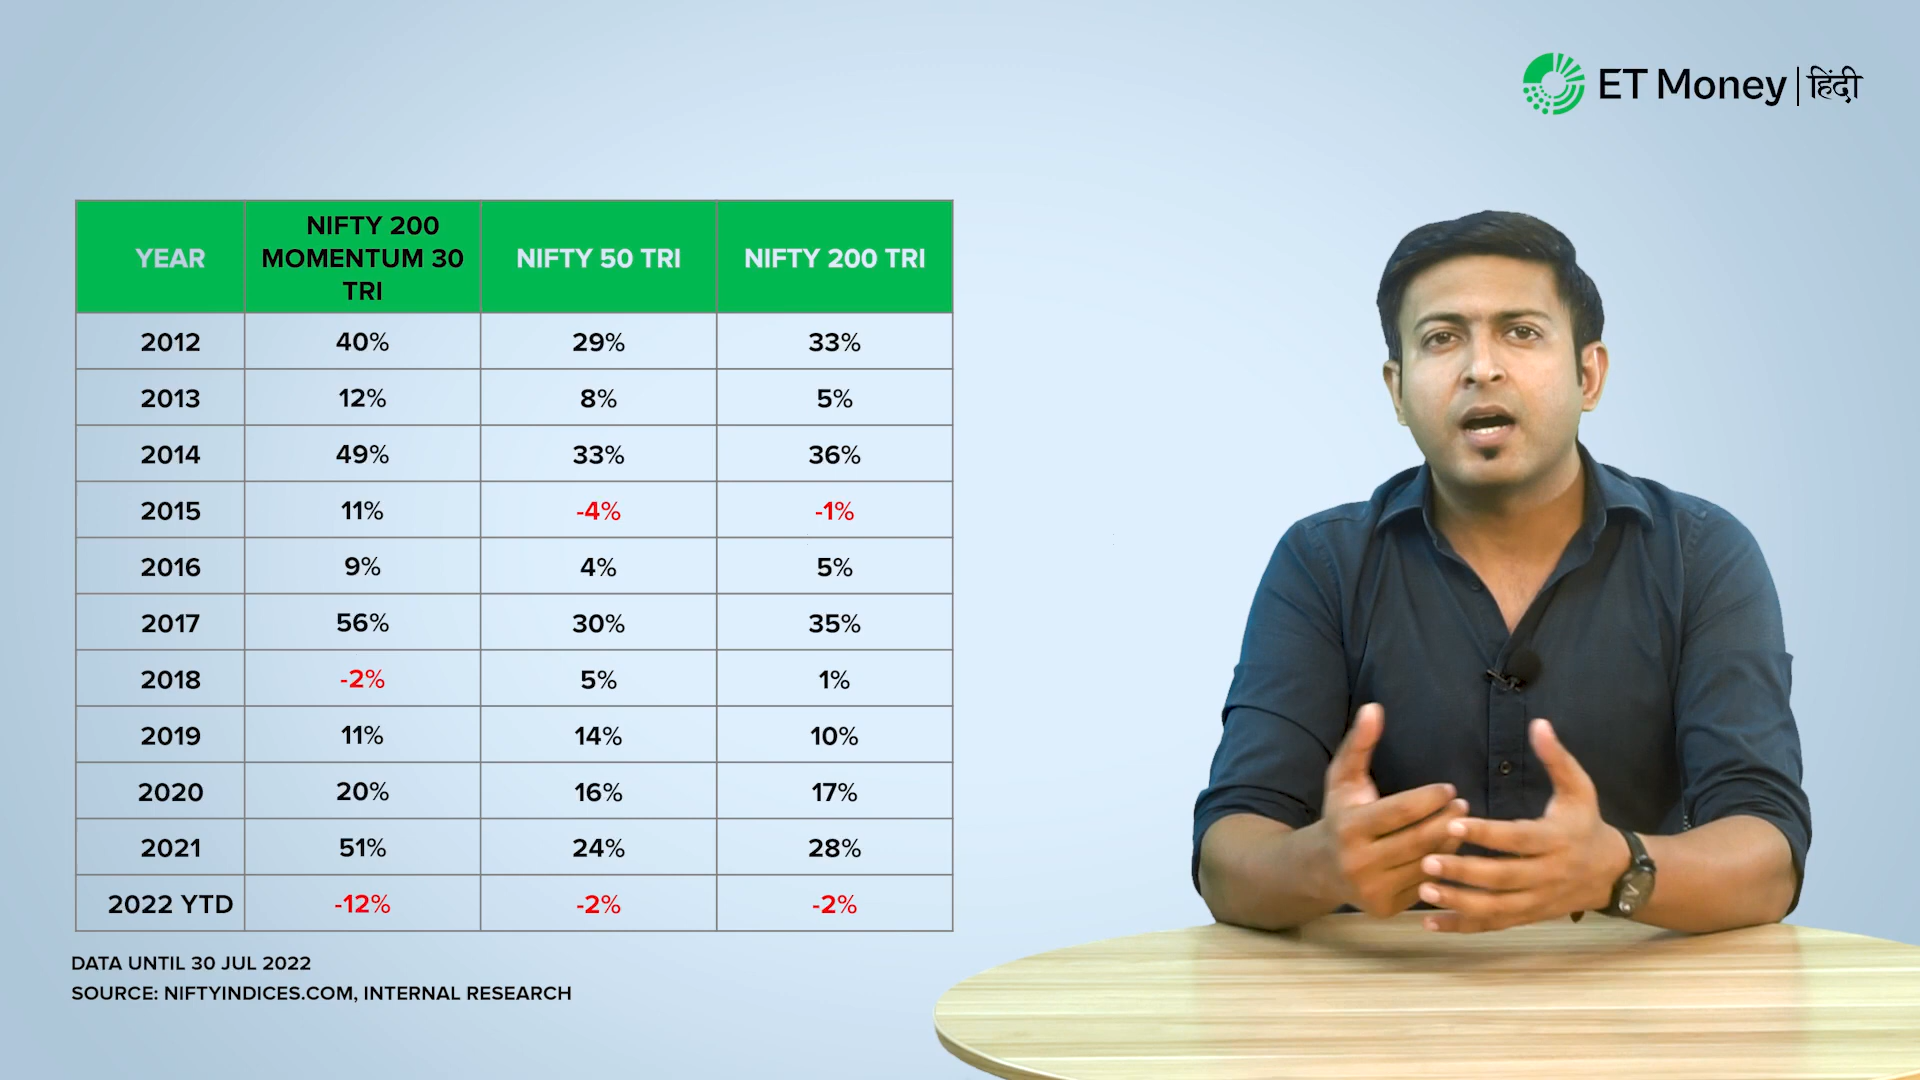 ET Money | हिंदी
YEAR NIFTY 200 MOMENTUM 30 TRI NIFTY 50 TRI NIFTY 200 TRI
2012 40% 29% 33%
2013 12% 8% 5%
2014 49% 33% 36%
2015 11% -4% -1%
2016 9% 4% 5%
2017 56% 30% 35%
2018 -2% 5% 1%
2019 11% 14% 10%
2020 20% 16% 17%
2021 51% 24% 28%
2022 YTD -12% -2% -2%
DATA UNTIL 30 JUL 2022
SOURCE: NIFTYINDICES.COM, INTERNAL RESEARCH